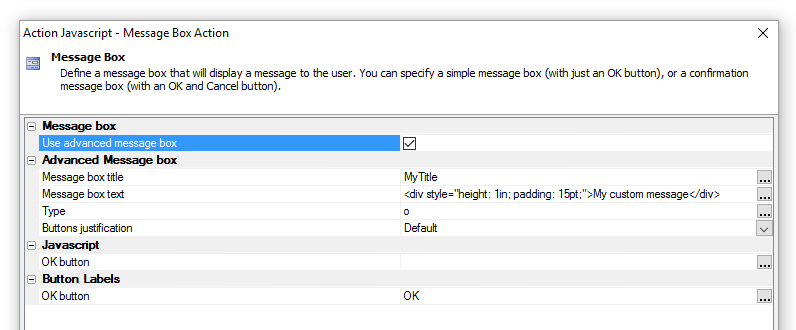 Action Javascript - Message Box Action
Message Box
Define a message box that will display a message to the user. You can specify a simple message box (with just an OK button), or a confirmation
message box (with an OK and Cancel button).
Message box
Use advanced message box
Advanced Message box
Message box title MyTitle ...
Message box text <div style="height: 1in; padding: 15pt;">My custom message</div> ...
Type o ...
Buttons justification Default
Javascript
OK button ...
Button Labels
OK button OK ...